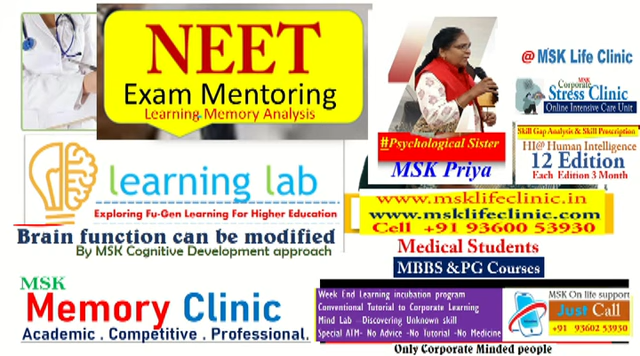 NEET
Exam Mentoring
Learning Memory Analysis
#Psychological Sister
MSK Priya
@ MSK Life Clinic
MSK
Corporate
Stress Clinic
Online Intensive Care Unit
Skill Gap Analysis & Skill Prescription
HI@ Human Intelligence
12 Edition
Each Edition 3 Month
learning lab
Exploring Fu-Gen Learning For Higher Education
Brain function can be modified
By MSK Cognitive Development approach
www.msklifeclinic.in
www.msklifeclinic.com
Cell +91 93600 53930
Medical Students
MBBS &PG Courses
MSK
Memory Clinic
Academic . Competitive . Professional.
Week End Learning incubation program
Conventional Tutorial to Corporate Learning
Mind Lab -Discovering Unknown skill
Special ATM- No Advice -No Tutorial -No Medicine
MSK On life support
Just Call
+91 93602 53930
Only Corporate Minded people